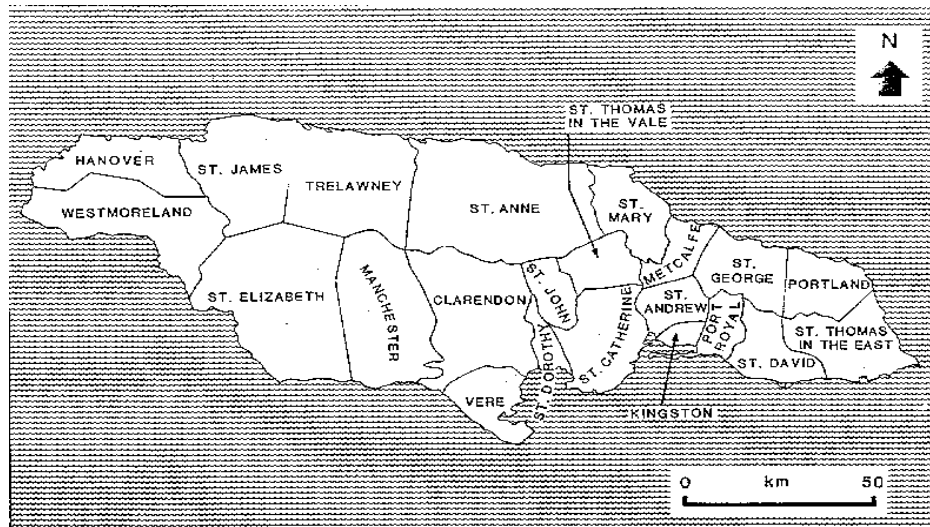 N
ST. THOMAS
IN THE VALE
HANOVER
ST. JAMES
TRELAWNEY
WESTMORELAND
ST. ANNE
ST.
MARY
METCALFE
ST.
GEORGE
PORTLAND
ST. ELIZABETH
MANCHESTER
CLARENDON
ST. JOHN
ST.
ANDREW
PORT
ROYAL
ST. THOMAS
IN THE EAST
ST. CATHERINE
ST. DAVID
ST. DOROTHY
VERE
KINGSTON
0 km 50